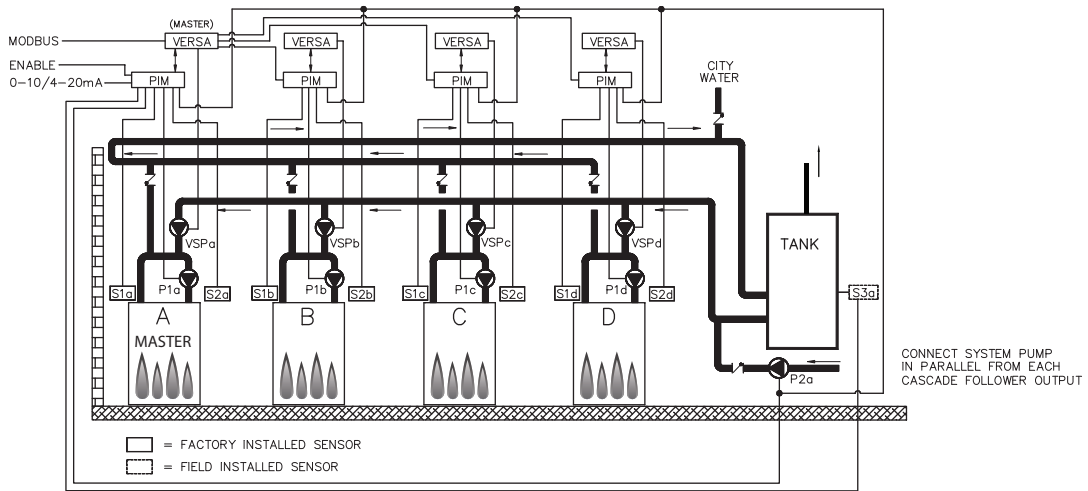 (MASTER)
MODBUS
VERSA
VERSA
VERSA
VERSA
ENABLE
0-10/4-20mA
PIM
PIM
PIM
PIM
CITY
WATER
VSPa
VSPb
VSPc
VSPd
TANK
S1a
P1a
S2a
S1b
P1b
S2b
S1c
P1c
S2c
S1d
P1d
S2d
S3a
A
MASTER
B
C
D
P2a
CONNECT SYSTEM PUMP
IN PARALLEL FROM EACH
CASCADE FOLLOWER OUTPUT
= FACTORY INSTALLED SENSOR
= FIELD INSTALLED SENSOR